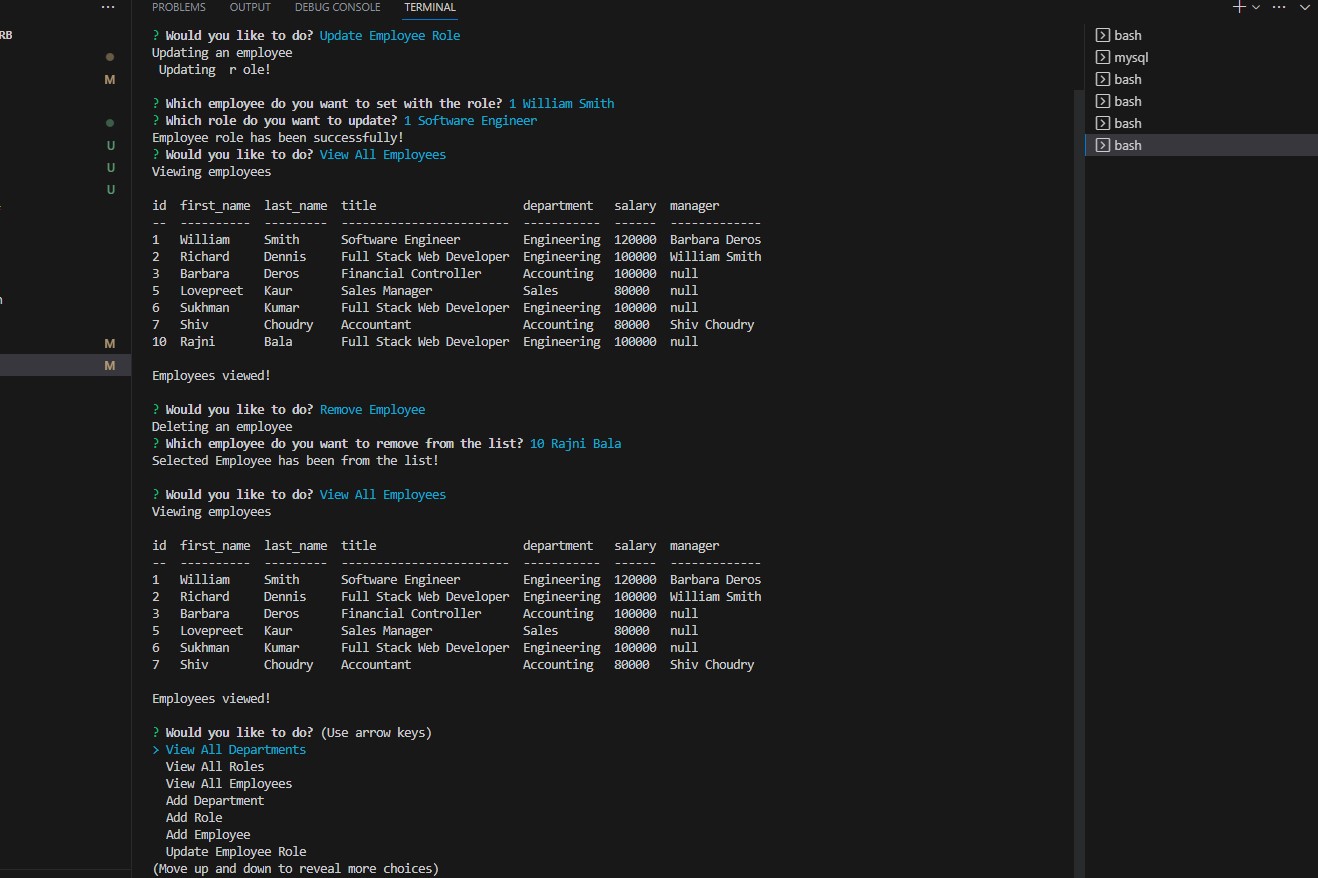 PROBLEMS OUTPUT DEBUG CONSOLE TERMINAL
RB
M
U
U
U
M
M
? Would you like to do? Update Employee Role
Updating an employee
Updating  r ole!
? Which employee do you want to set with the role? 1 William Smith
? Which role do you want to update? 1 Software Engineer
Employee role has been successfully!
? Would you like to do? View All Employees
Viewing employees
id  first_name  last_name  title                     department   salary  manager
--  ----------  ---------  ------------------------  -----------  ------  -------------
1   William     Smith      Software Engineer         Engineering  120000  Barbara Deros
2   Richard     Dennis     Full Stack Web Developer  Engineering  100000  William Smith
3   Barbara     Deros      Financial Controller      Accounting   100000  null
5   Lovepreet   Kaur       Sales Manager             Sales        80000   null
6   Sukhman     Kumar      Full Stack Web Developer  Engineering  100000  null
7   Shiv        Choudry    Accountant                Accounting   80000   Shiv Choudry
10  Rajni       Bala       Full Stack Web Developer  Engineering  100000  null
Employees viewed!
? Would you like to do? Remove Employee
Deleting an employee
? Which employee do you want to remove from the list? 10 Rajni Bala
Selected Employee has been from the list!
? Would you like to do? View All Employees
Viewing employees
id  first_name  last_name  title                     department   salary  manager
--  ----------  ---------  ------------------------  -----------  ------  -------------
1   William     Smith      Software Engineer         Engineering  120000  Barbara Deros
2   Richard     Dennis     Full Stack Web Developer  Engineering  100000  William Smith
3   Barbara     Deros      Financial Controller      Accounting   100000  null
5   Lovepreet   Kaur       Sales Manager             Sales        80000   null
6   Sukhman     Kumar      Full Stack Web Developer  Engineering  100000  null
7   Shiv        Choudry    Accountant                Accounting   80000   Shiv Choudry
Employees viewed!
? Would you like to do? (Use arrow keys)
> View All Departments
View All Roles
View All Employees
Add Department
Add Role
Add Employee
Update Employee Role
(Move up and down to reveal more choices)
bash
mysql
bash
bash
bash
bash